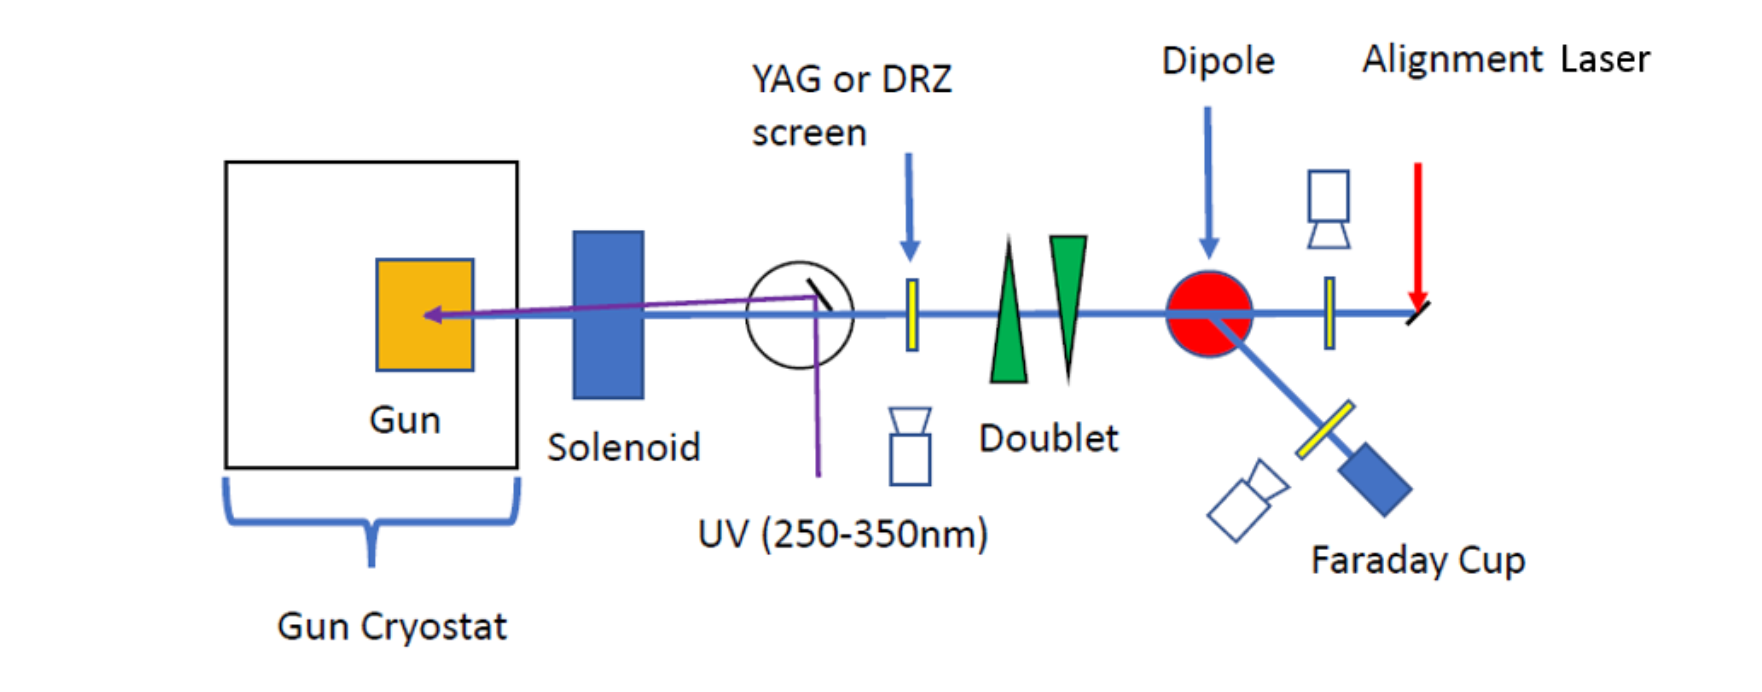 YAG or DRZ
screen
Dipole
Alignment Laser
Gun
Solenoid
Doublet
UV (250-350nm)
Faraday Cup
Gun Cryostat